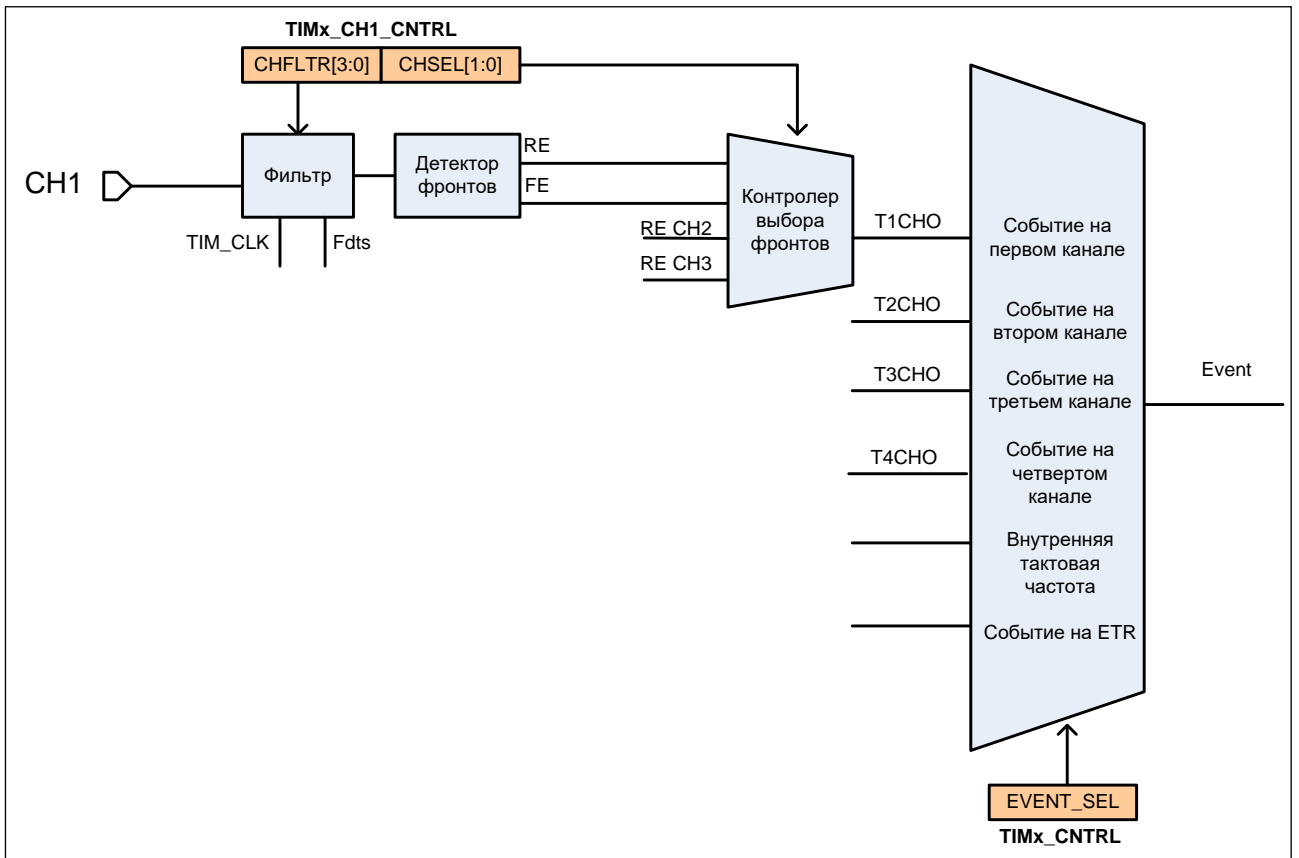 TIMx_CH1_CNTRL
CHFLTR[3:0]
CHSEL[1:0]
CH1
Фильтр
Детектор
фронтов
RE
FE
TIM_CLK
Fdts
RE CH2
RE CH3
Контролер
выбора
фронтов
T1CHO
T2CHO
T3CHO
T4CHO
Событие на
первом канале
Событие на
втором канале
Событие на
третьем канале
Событие на
четвертом
канале
Внутренняя
тактовая
частота
Событие на ETR
Event
EVENT_SEL
TIMx_CNTRL